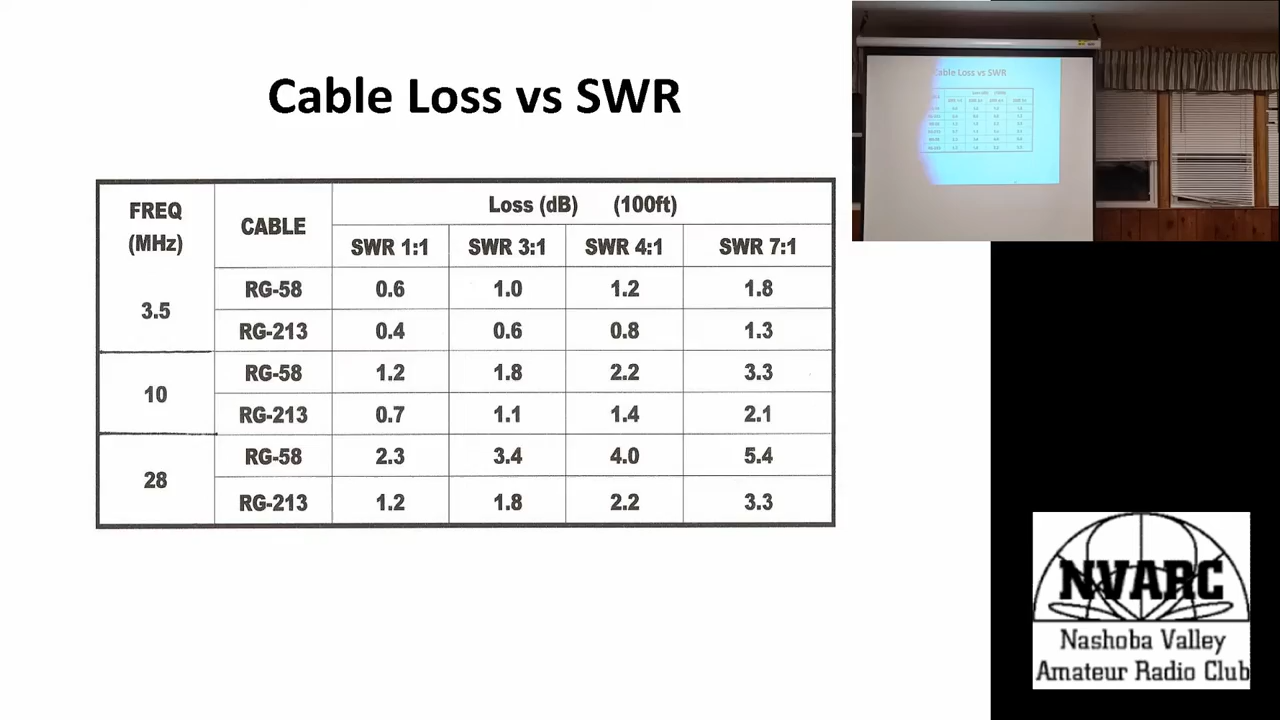 Cable Loss vs SWR
FREQ (MHz) CABLE Loss (dB) (100ft)
SWR 1:1 SWR 3:1 SWR 4:1 SWR 7:1
3.5 RG-58 0.6 1.0 1.2 1.8
RG-213 0.4 0.6 0.8 1.3
10 RG-58 1.2 1.8 2.2 3.3
RG-213 0.7 1.1 1.4 2.1
28 RG-58 2.3 3.4 4.0 5.4
RG-213 1.2 1.8 2.2 3.3
Cable Loss vs SWR
NVARC
Nashoba Valley
Amateur Radio Club